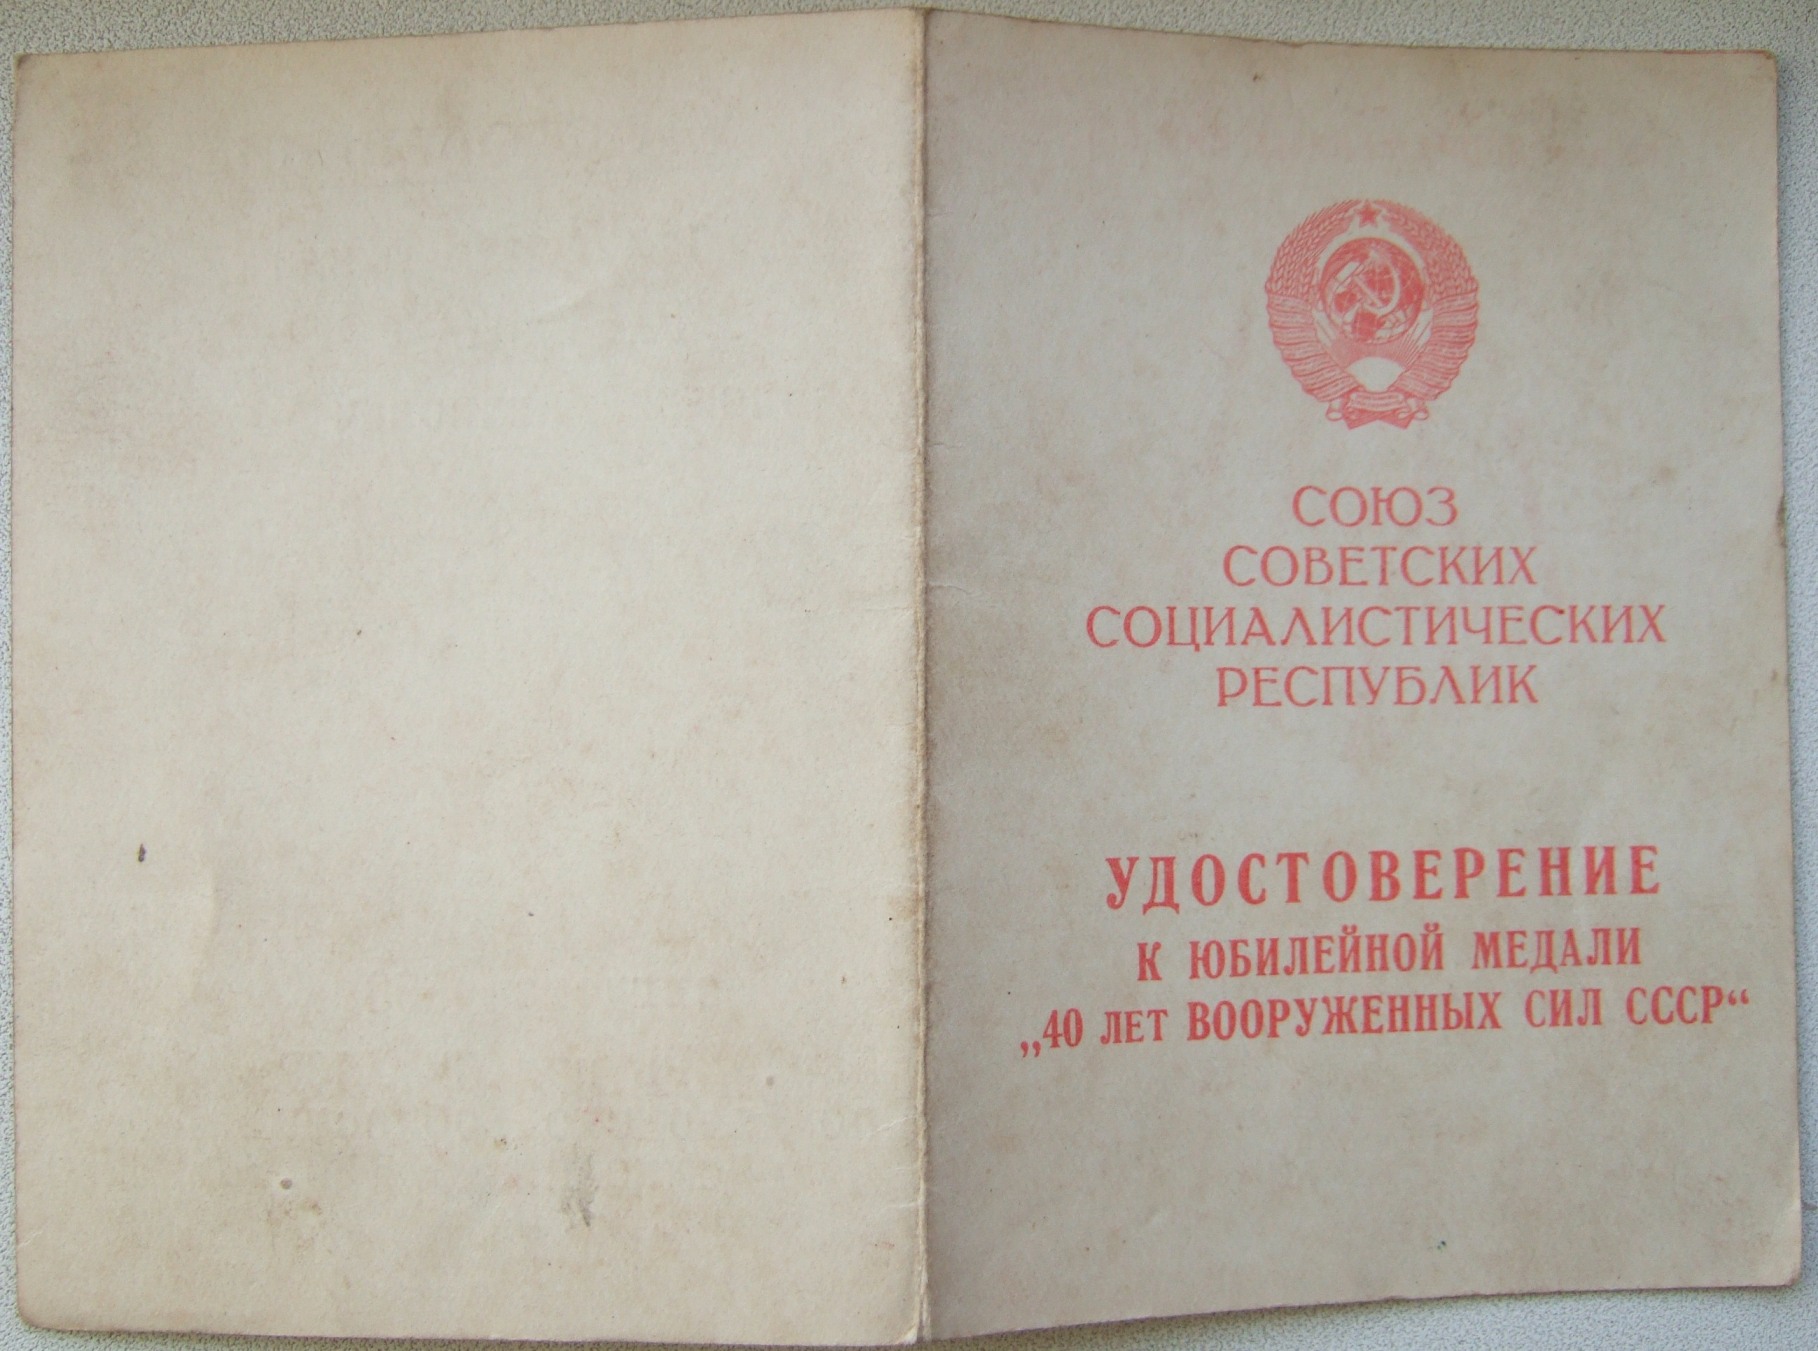 СОЮЗ
СОВЕТСКИХ
СОЦИАЛИСТИЧЕСКИХ
РЕСПУБЛИК
УДОСТОВЕРЕНИЕ
К ЮБИЛЕЙНОЙ МЕДАЛИ
„40 ЛЕТ ВООРУЖЕННЫХ СИЛ СССР“